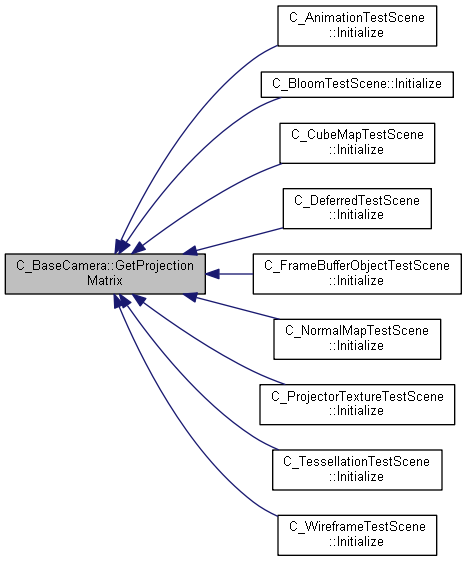 C_AnimationTestScene
::Initialize
C_BloomTestScene::Initialize
C_CubeMapTestScene
::Initialize
C_DeferredTestScene
::Initialize
C_BaseCamera::GetProjection
Matrix
C_FrameBufferObjectTestScene
::Initialize
C_NormalMapTestScene
::Initialize
C_ProjectorTextureTestScene
::Initialize
C_TessellationTestScene
::Initialize
C_WireframeTestScene
::Initialize